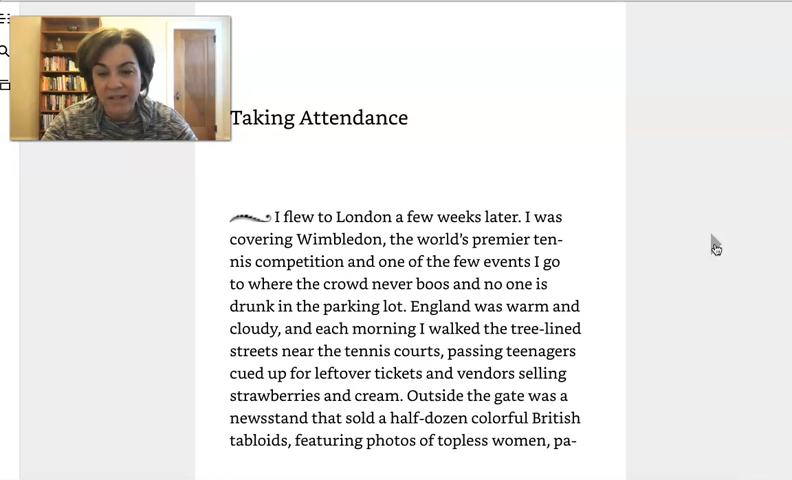 Taking Attendance
I flew to London a few weeks later. I was
covering Wimbledon, the world’s premier ten-
nis competition and one of the few events I go
to where the crowd never boos and no one is
drunk in the parking lot. England was warm and
cloudy, and each morning I walked the tree-lined
streets near the tennis courts, passing teenagers
cued up for leftover tickets and vendors selling
strawberries and cream. Outside the gate was a
newsstand that sold a half-dozen colorful British
tabloids, featuring photos of topless women, pa-